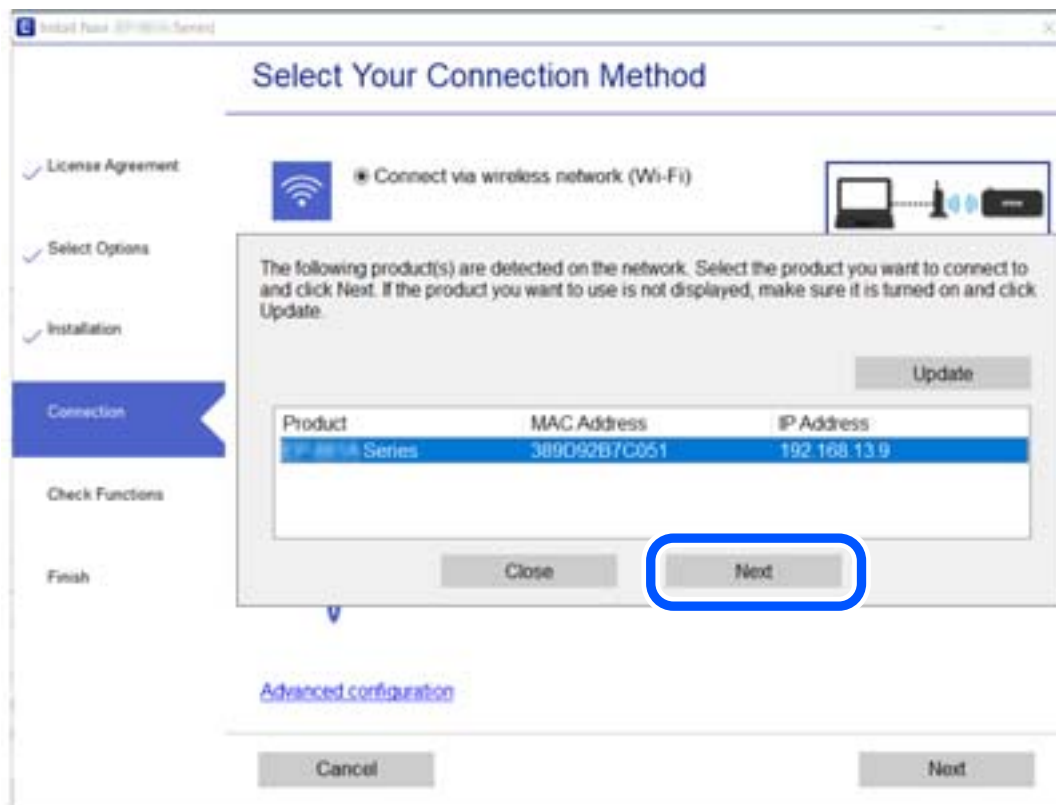 Series
Select Your Connection Method
License Agreement
Connect via wireless network (Wi-Fi)
Select Options
The following product(s) are detected on the network. Select the product you want to connect to
and click Next. If the product you want to use is not displayed, make sure it is turned on and click
Update.
Installation
Update
Connection
Product MAC Address IP Address
Series 389D92B7C051 192.168.13.9
Check Functions
Close Next
Finish
Advanced configuration
Cancel Next